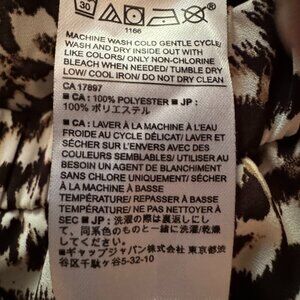 30
1166
MACHINE WASH COLD GENTLE CYCLE/
WASH AND DRY INSIDE OUT WITH
LIKE COLORS/ ONLY NON-CHLORINE
BLEACH WHEN NEEDED/ TUMBLE DRY
LOW/ COOL IRON/ DO NOT DRY CLEAN
CA 17897
■ CA: 100% POLYESTER ■ JP :
100% ポリエステル
■ CA : LAVER À LA MACHINE À L'EAU
FROIDE AU CYCLE DÉLICAT/ LAVER ET
SÉCHER SUR L'ENVERS ET AVEC DES
COULEURS SEMBLABLES/ UTILISER AU
BESOIN UN AGENT DE BLANCHIMENT
SANS CHLORE UNIQUEMENT/
SÉCHER À LA MACHINE À BASSE
TEMPÉRATURE/ REPASSER À BASSE
TEMPÉRATURE/ NE PAS NETTOYER À
SEC ■ JP : 洗濯の際は裏返しにし
て、同系色のものと一緒に洗濯/乾燥
してください。
■ギャップジャパン株式会社 東京都渋
谷区千駄ヶ谷5-32-10